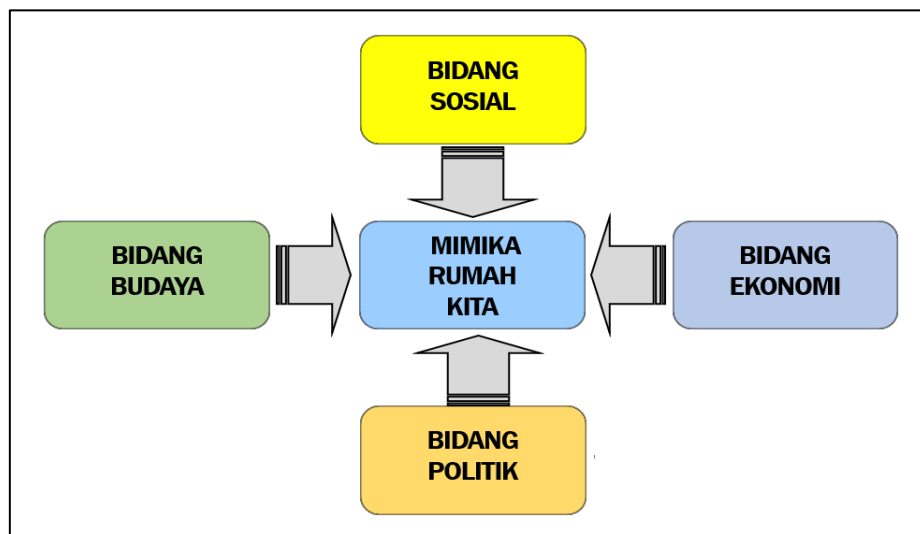 BIDANG
SOSIAL
BIDANG
BUDAYA
MIMIKA
RUMAH
KITA
BIDANG
EKONOMI
BIDANG
POLITIK